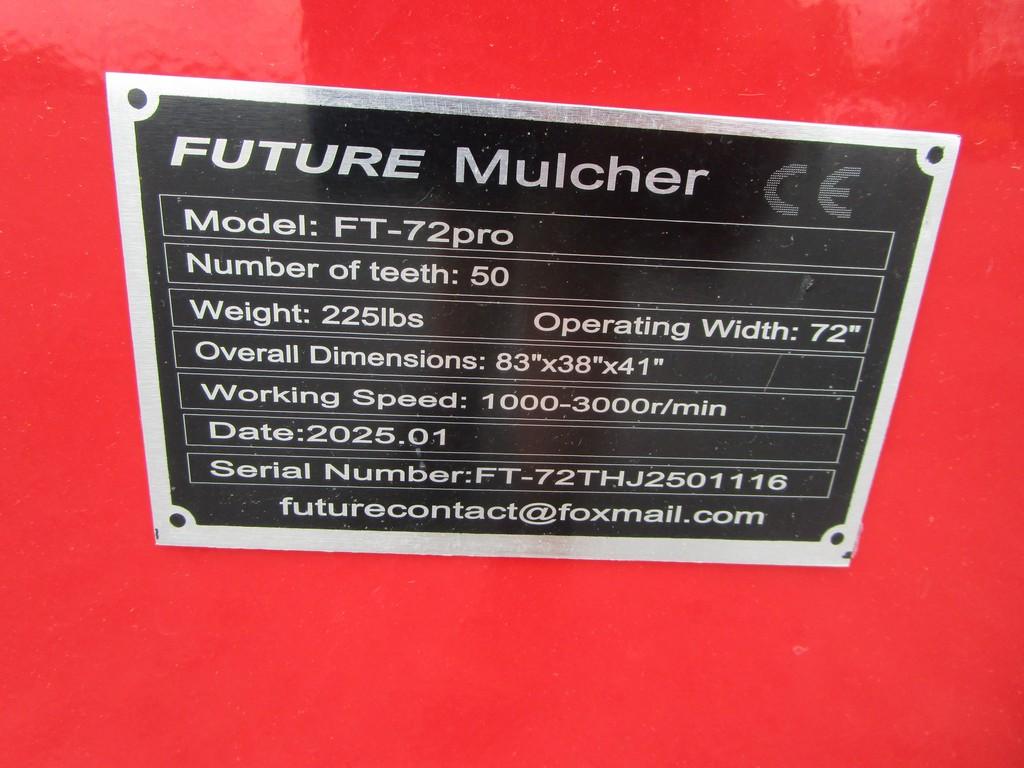 FUTURE Mulcher CE
Model: FT-72pro
Number of teeth: 50
Weight: 225lbs Operating Width: 72"
Overall Dimensions: 83"x38"x41"
Working Speed: 1000-3000r/min
Date:2025.01
Serial Number:FT-72THJ2501116
futurecontact@foxmail.com